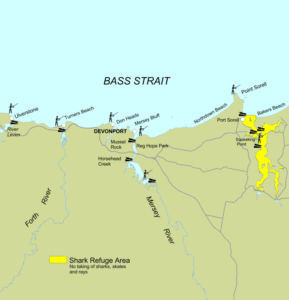 BASS STRAIT
Point Sorell
Ulverstone
Turners Beach
Don Heads
Mersey Bluff
Northdown Beach
Bakers Beach
River
Leven
DEVONPORT
Port Sorell
Mussel
Rock
Reg Hope Park
Squeaking
Point
Horsehead
Creek
Forth
River
Mersey
River
Shark Refuge Area
No taking of sharks, skates
and rays